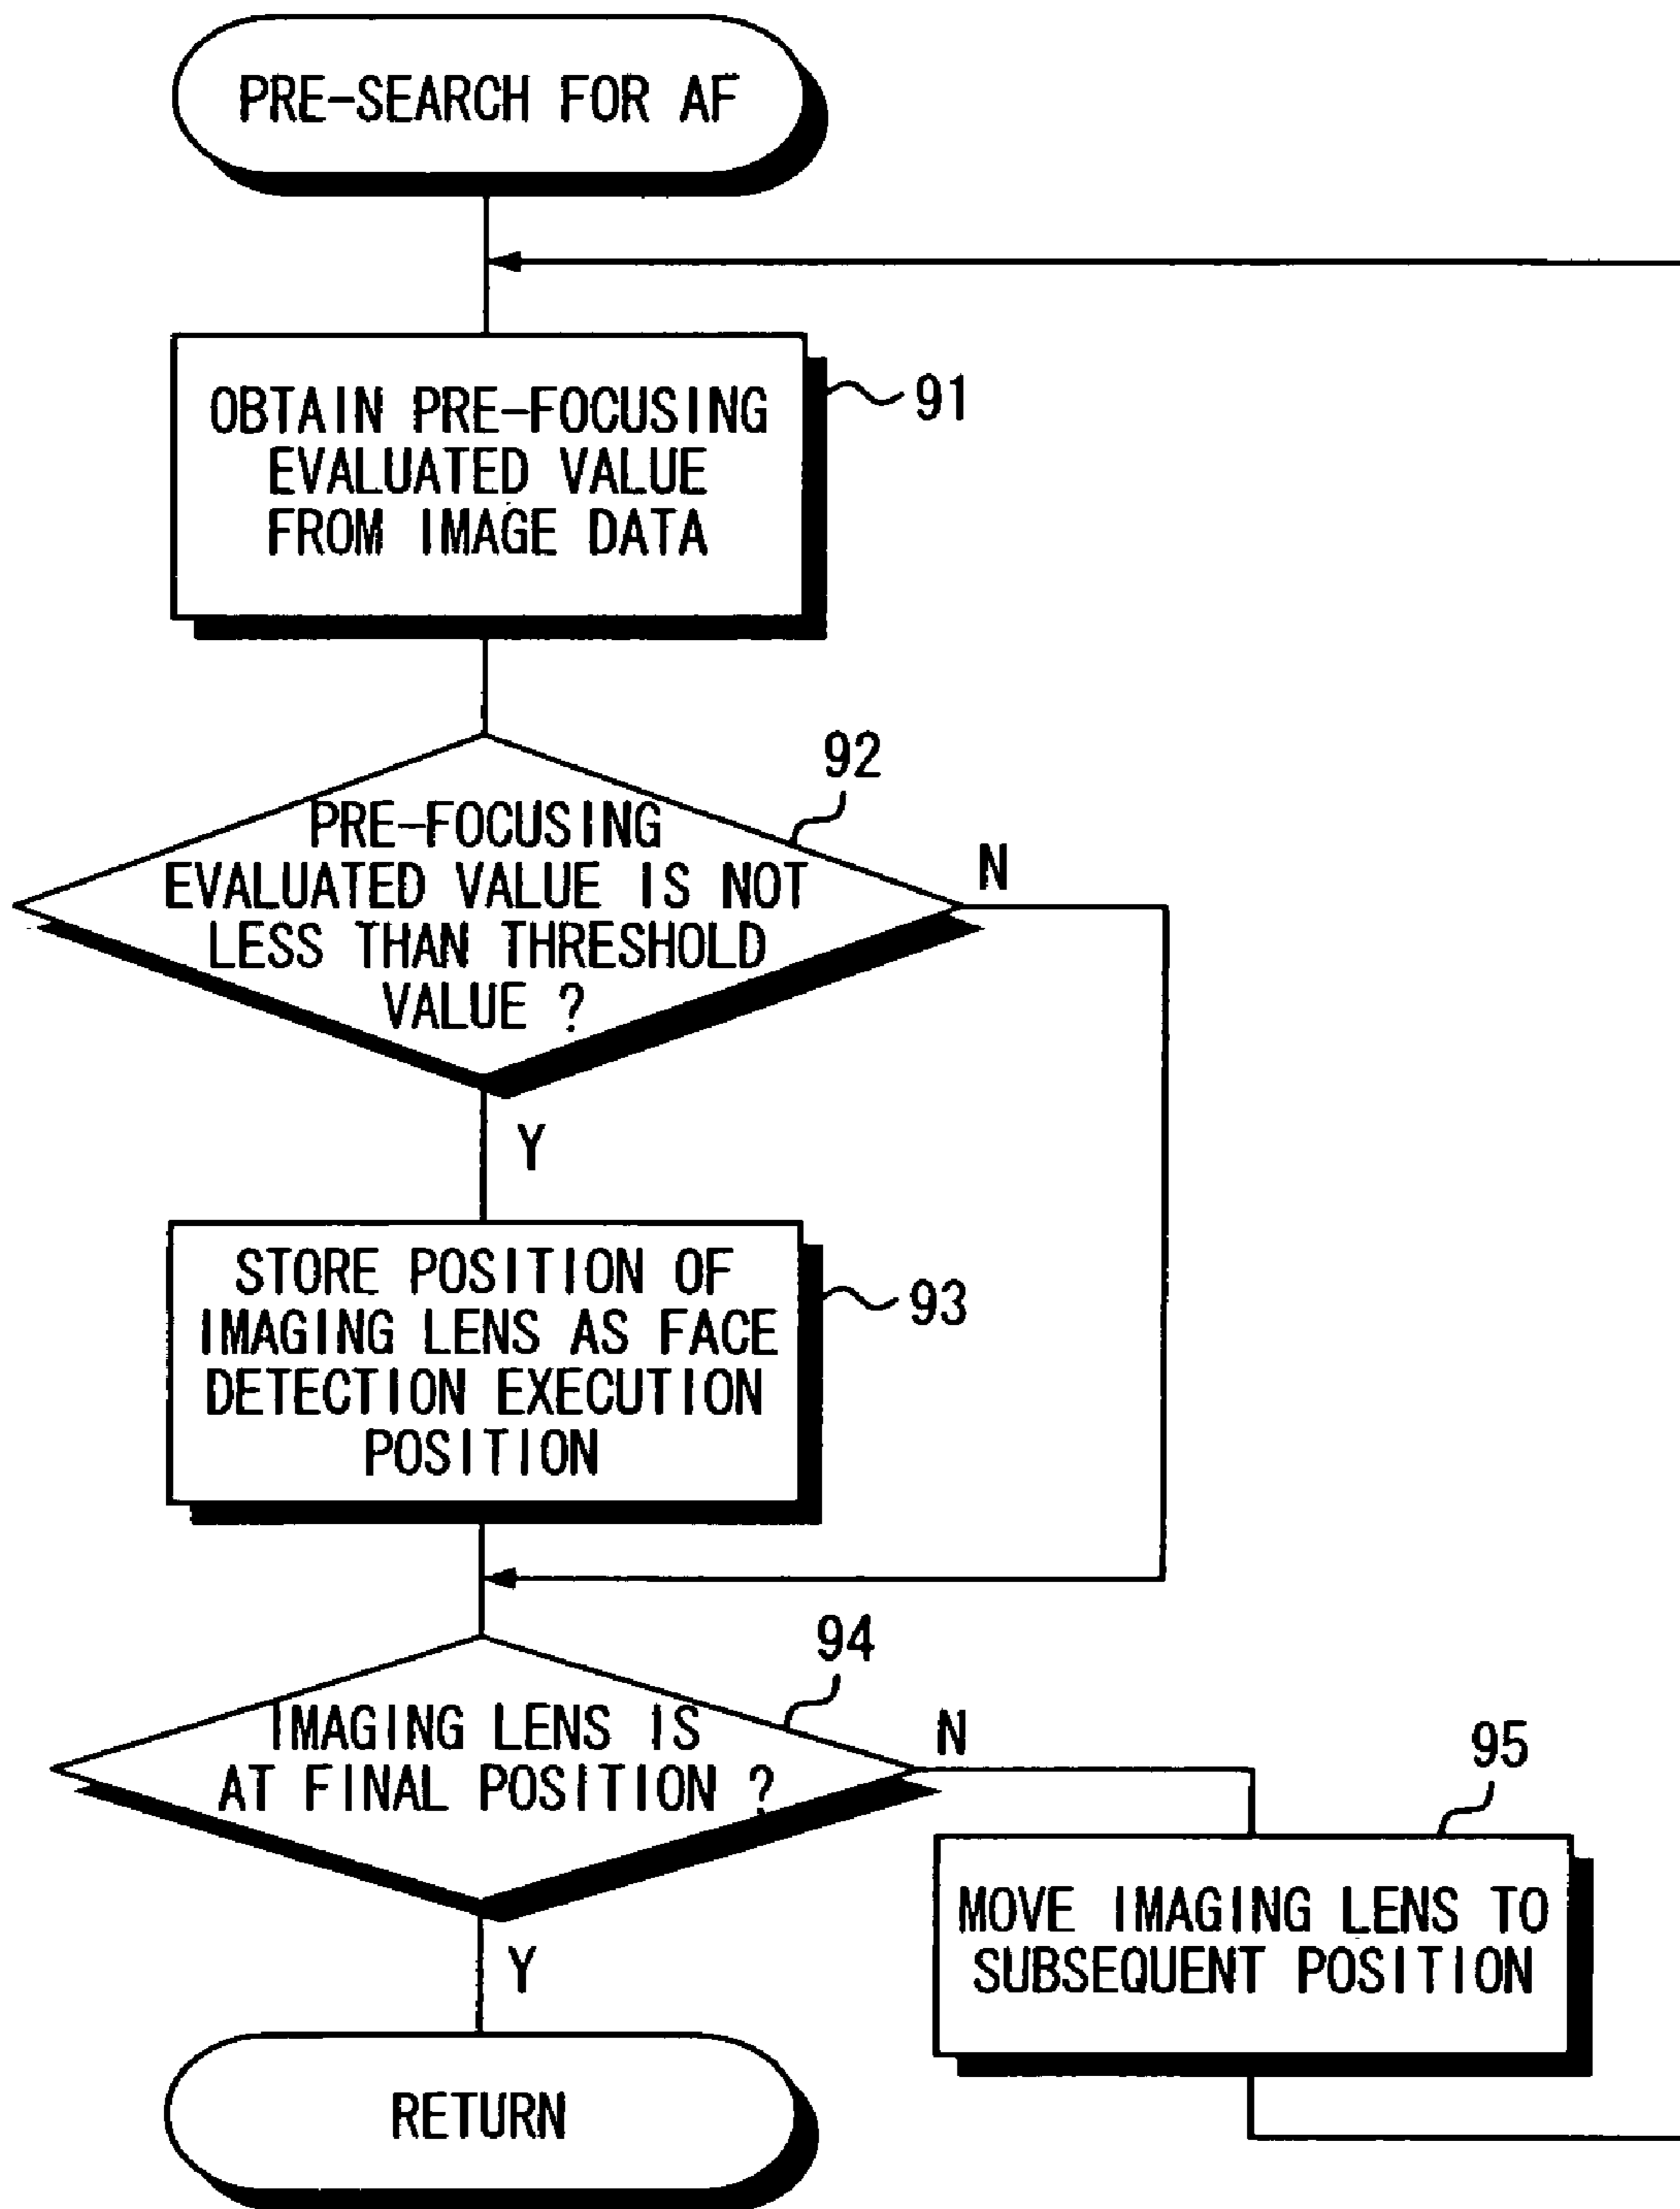 PRE-SEARCH FOR AF
OBTAIN PRE-FOCUSING
EVALUATED VALUE
FROM IMAGE DATA
91
92
PRE-FOCUSING
EVALUATED VALUE IS NOT
LESS THAN THRESHOLD
VALUE ?
N
Y
STORE POSITION OF
IMAGING LENS AS FACE
DETECTION EXECUTION
POSITION
93
94
IMAGING LENS IS
AT FINAL POSITION ?
N
95
MOVE IMAGING LENS TO
SUBSEQUENT POSITION
Y
RETURN